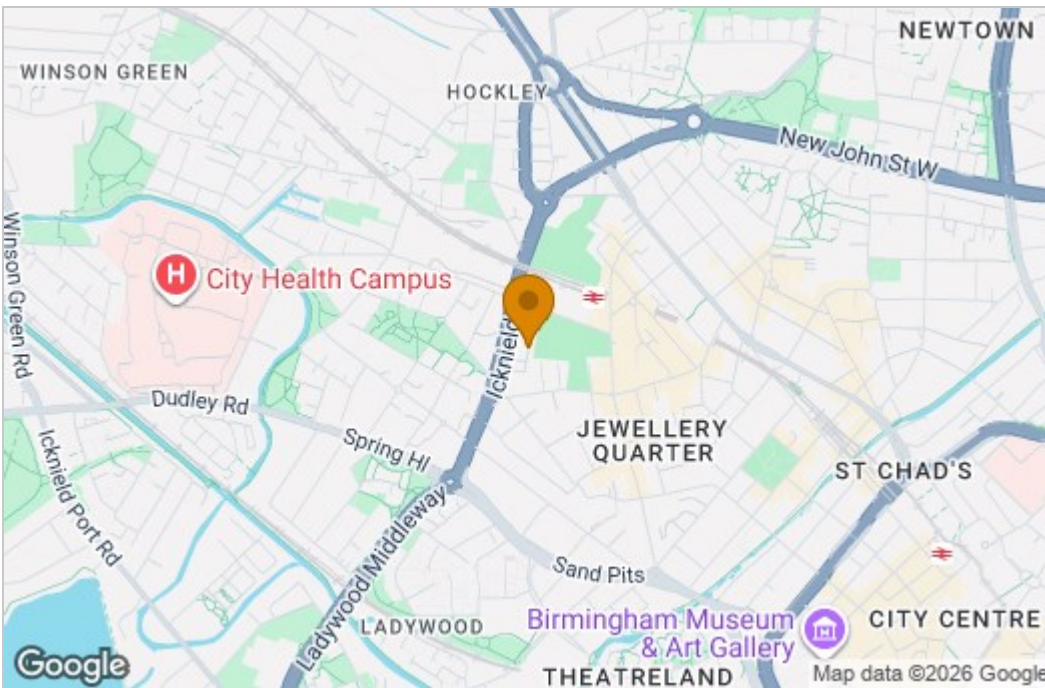 NEWTOWN
WINSON GREEN
HOCKLEY
New John St W
Winson Green Rd
H
City Health Campus
Icknield
Dudley Rd
JEWELLERY
QUARTER
Spring Hl
ST CHAD'S
Icknield Port Rd
Ladywood Middleway
Sand Pits
Birmingham Museum
& Art Gallery
CITY CENTRE
LADYWOOD
THEATRELAND
Google
Map data ©2026 Google